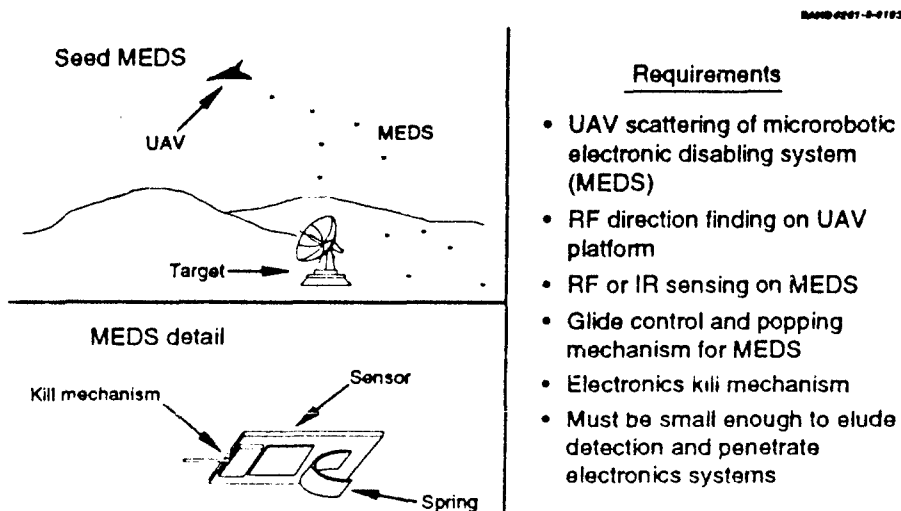 Seed MEDS
UAV
MEDS
Target
MEDS detail
Kill mechanism
Sensor
Spring
Requirements
• UAV scattering of microrobotic
electronic disabling system
(MEDS)
• RF direction finding on UAV
platform
• RF or IR sensing on MEDS
• Glide control and popping
mechanism for MEDS
• Electronics kill mechanism
• Must be small enough to elude
detection and penetrate
electronics systems